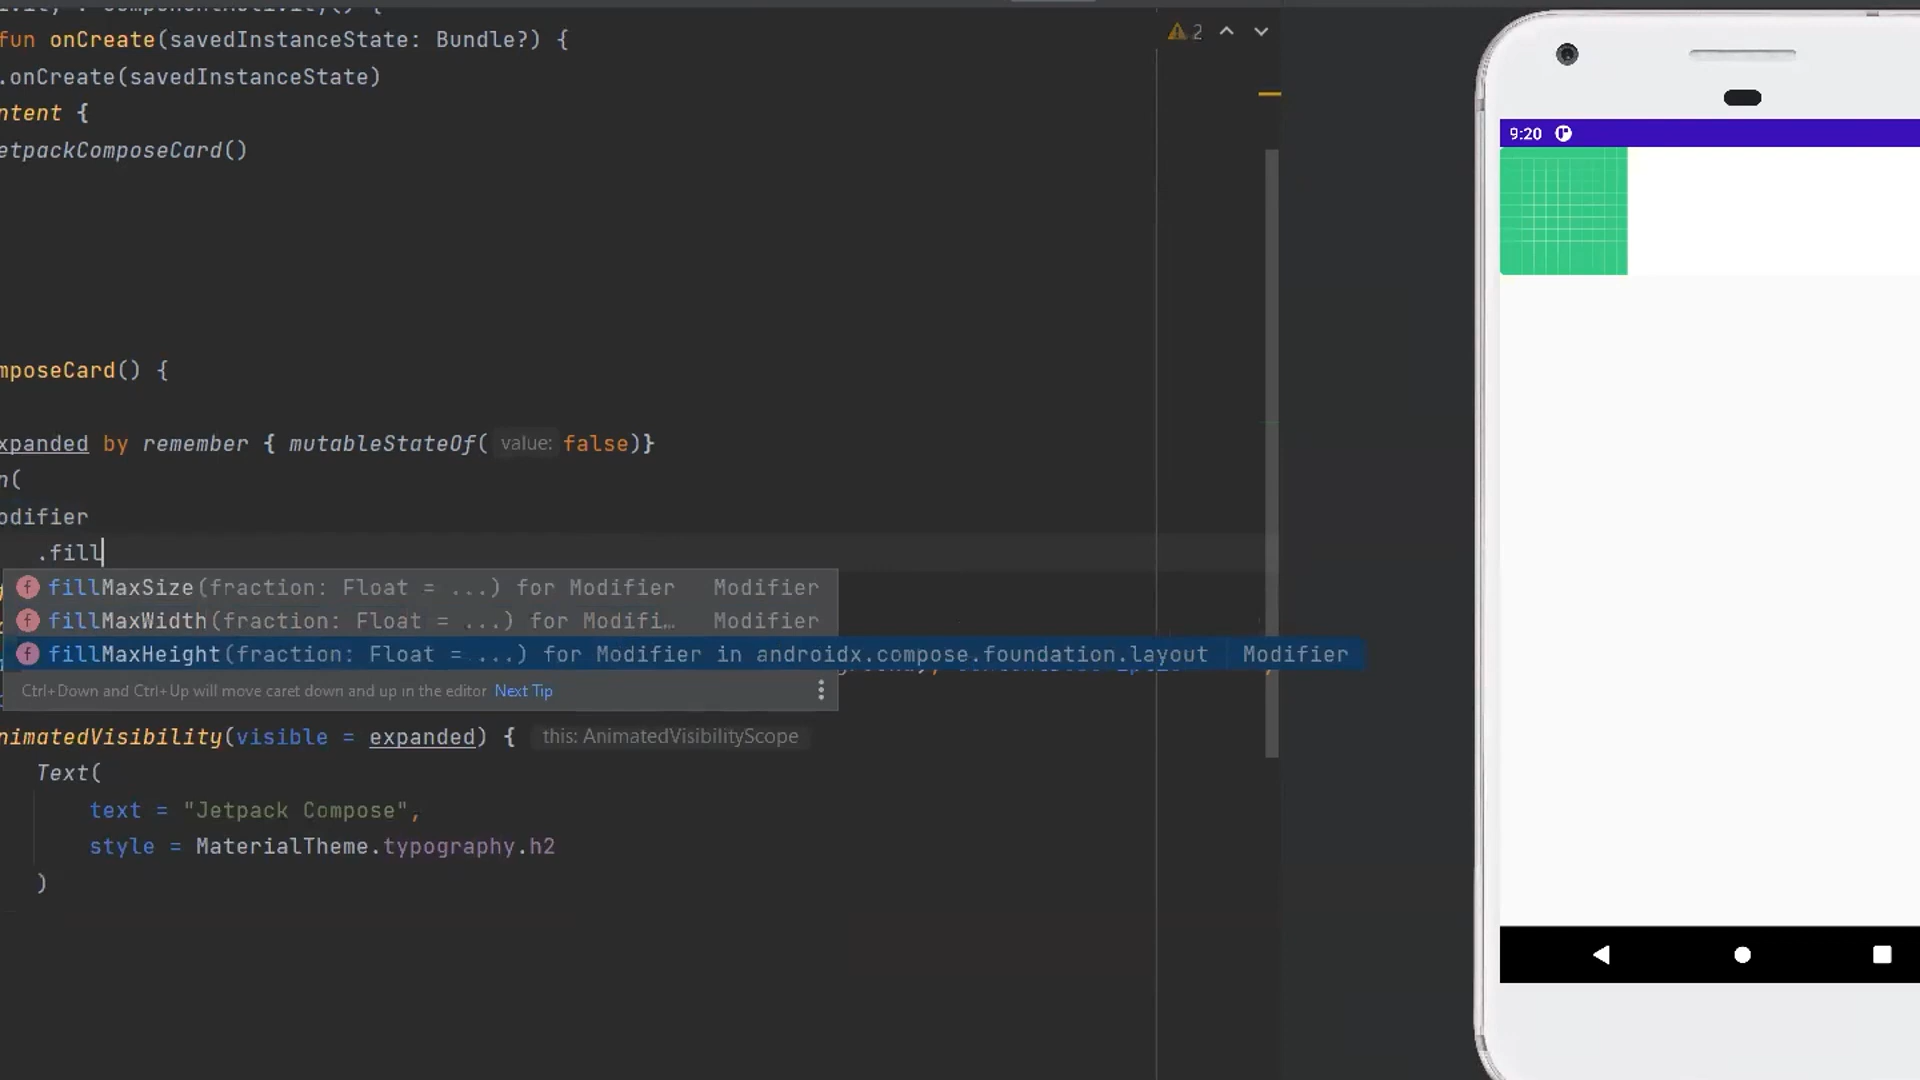 fun onCreate(savedInstanceState: Bundle?) {
2
.onCreate(savedInstanceState)
ntent {
etpackComposeCard()
mposeCard() {
xpanded by remember { mutableStateOf( value: false)}
n(
odifier
.fill
fillMaxSize(fraction: Float = ...) for Modifier Modifier
fillMaxWidth(fraction: Float = ...) for Modifi… Modifier
fillMaxHeight(fraction: Float = ...) for Modifier in androidx.compose.foundation.layout Modifier
Ctrl+Down and Ctrl+Up will move caret down and up in the editor Next Tip
nimatedVisibility(visible = expanded) { this: AnimatedVisibilityScope
Text(
text = "Jetpack Compose",
style = MaterialTheme.typography.h2
)
9:20